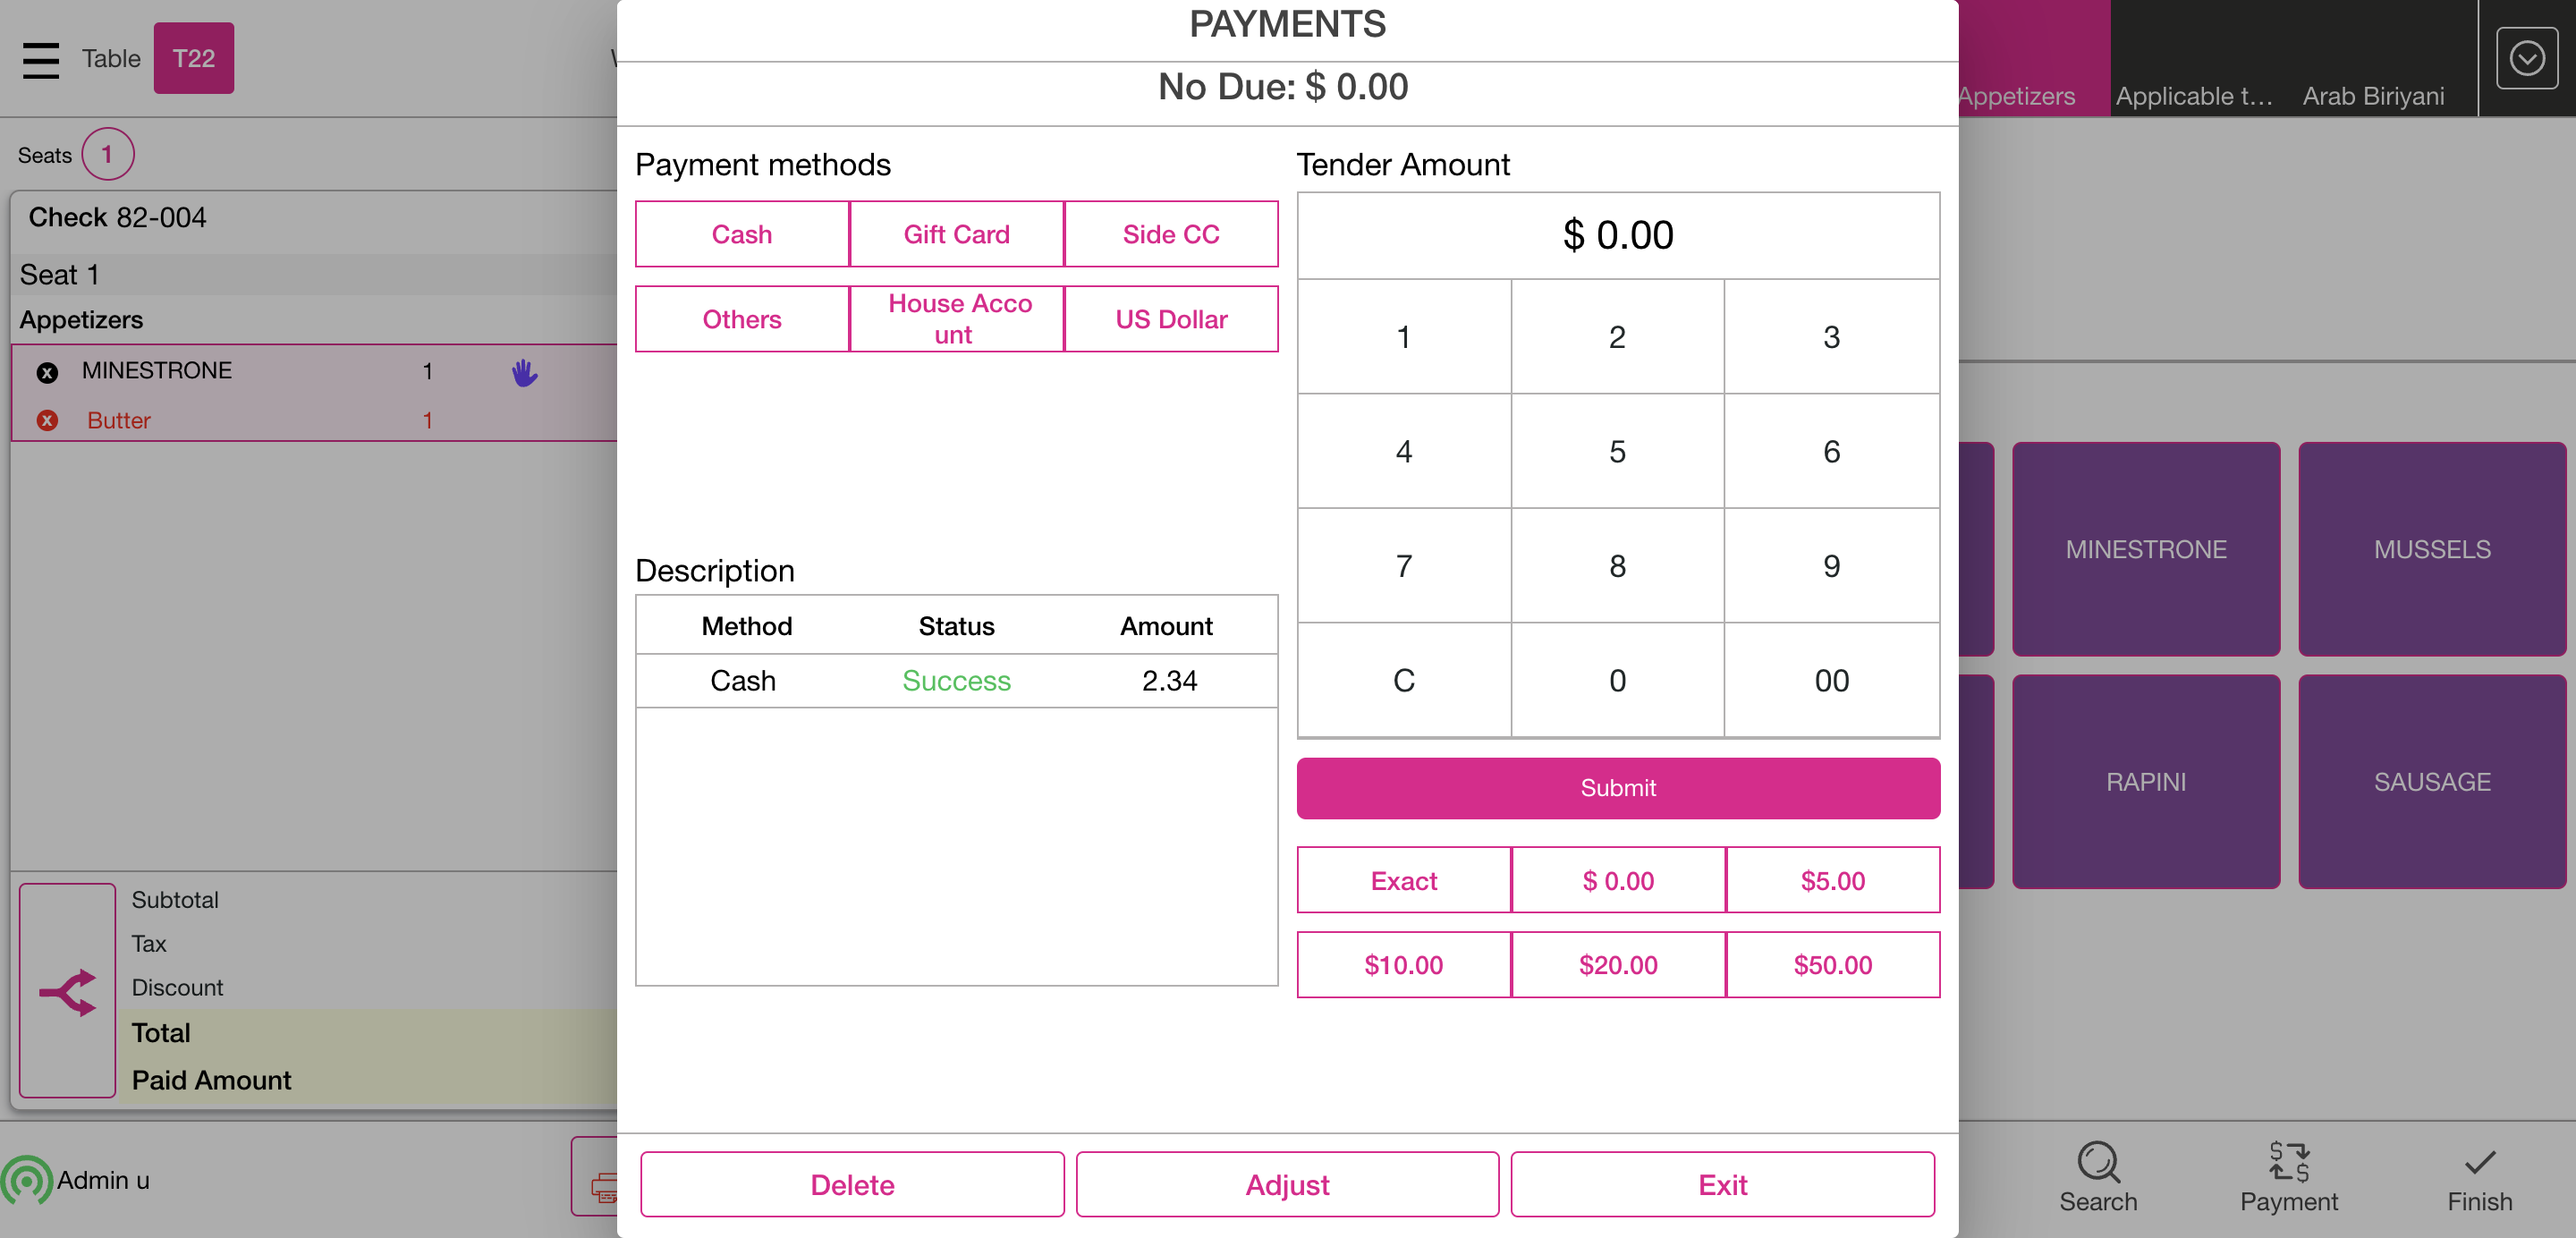 PAYMENTS
No Due: $ 0.00
Table T22
Appetizers
Applicable t...
Arab Biriyani
Seats 1
Check 82-004
Seat 1
Appetizers
MINESTRONE 1
Butter 1
Subtotal
Tax
Discount
Total
Paid Amount
Admin u
Payment methods
Cash Gift Card Side CC
Others House Acco
unt US Dollar
Description
Method Status Amount
Cash Success 2.34
Tender Amount
$ 0.00
1 2 3
4 5 6
7 8 9
C 0 00
Submit
Exact $ 0.00 $5.00
$10.00 $20.00 $50.00
Delete Adjust Exit
MINESTRONE MUSSELS
RAPINI SAUSAGE
Search Payment Finish